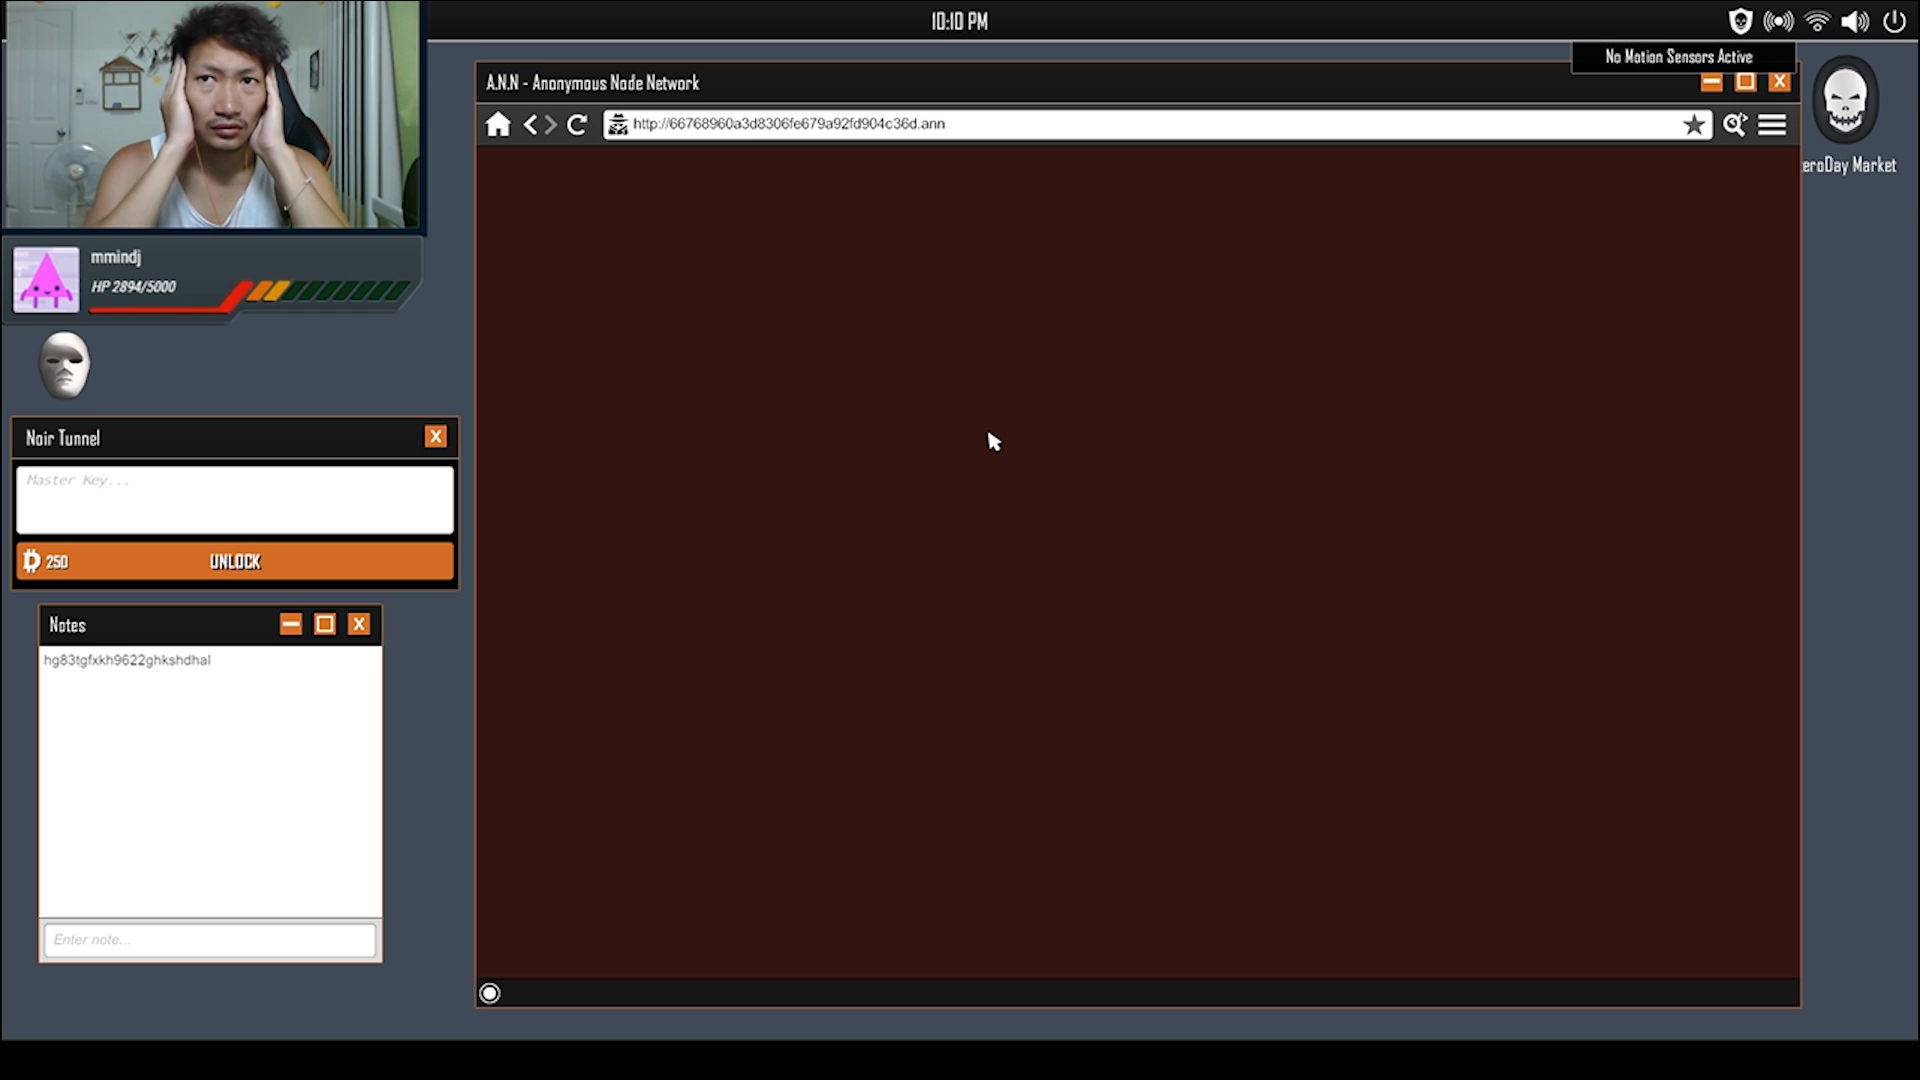 10:10 PM
No Motion Sensors Active
A.N.N - Anonymous Node Network
http://66768960a3d8306fe679a92fd904c36d.ann
eroDay Market
mmindj
HP 2894/5000
Noir Tunnel
Master Key...
250 UNLOCK
Notes
hg83tgfxkh9622ghkshdhal
Enter note...